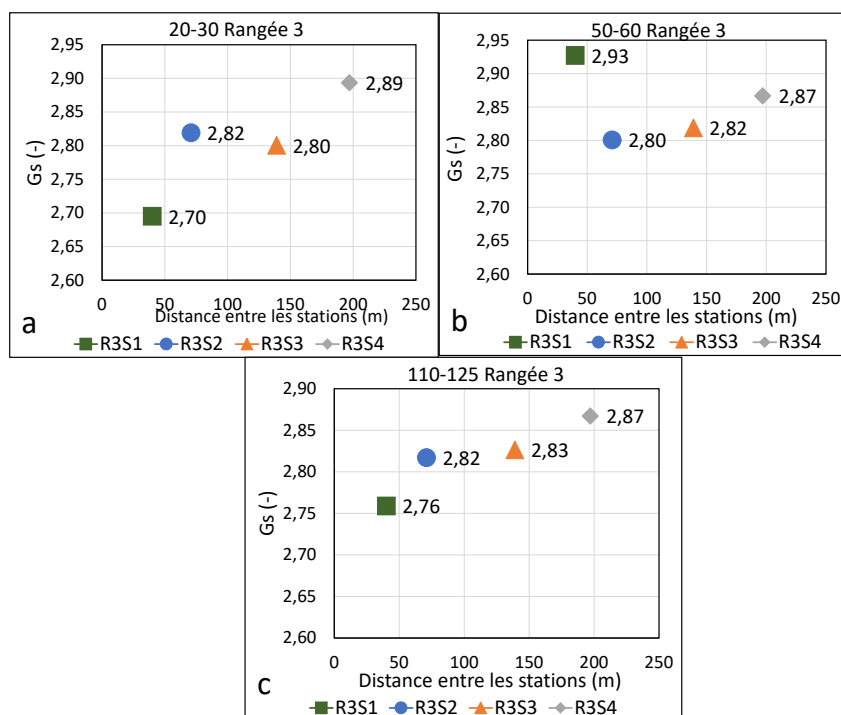 20-30 Rangée 3
2,95
2,90
2,85
2,80
2,75
2,70
2,65
2,60
Gs (-)
2,70
2,82
2,80
2,89
0 50 100 150 200 250
Distance entre les stations (m)
a
R3S1 R3S2 R3S3 R3S4
50-60 Rangée 3
2,95
2,90
2,85
2,80
2,75
2,70
2,65
2,60
Gs (-)
2,93
2,80
2,82
2,87
0 50 100 150 200 250
Distance entre les stations (m)
b
R3S1 R3S2 R3S3 R3S4
110-125 Rangée 3
2,90
2,85
2,80
2,75
2,70
2,65
2,60
Gs (-)
2,76
2,82
2,83
2,87
0 50 100 150 200 250
Distance entre les stations (m)
c
R3S1 R3S2 R3S3 R3S4